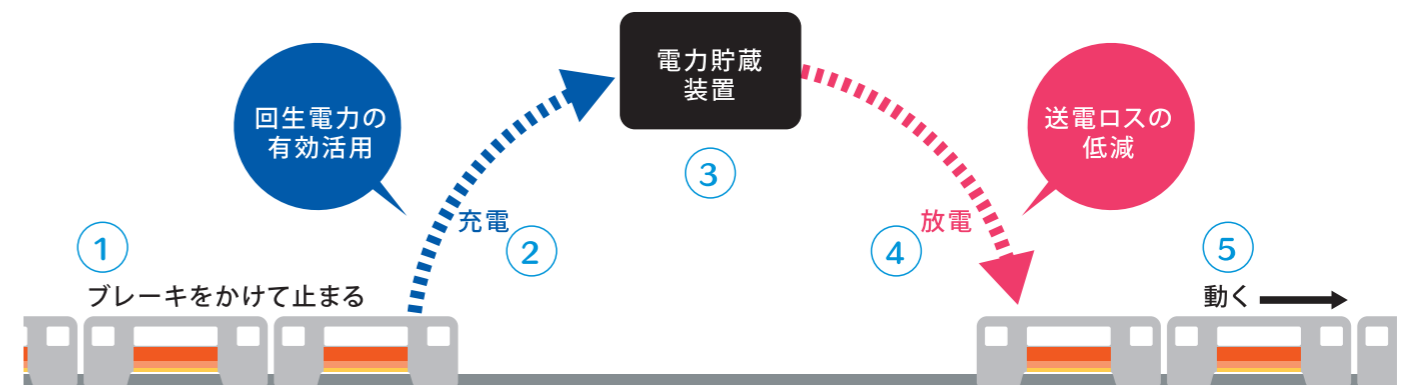 電力貯蔵
装置
回生電力の
有効活用
送電ロスの
低減
③
充電
②
放電
④
①
ブレーキをかけて止まる
⑤
動く